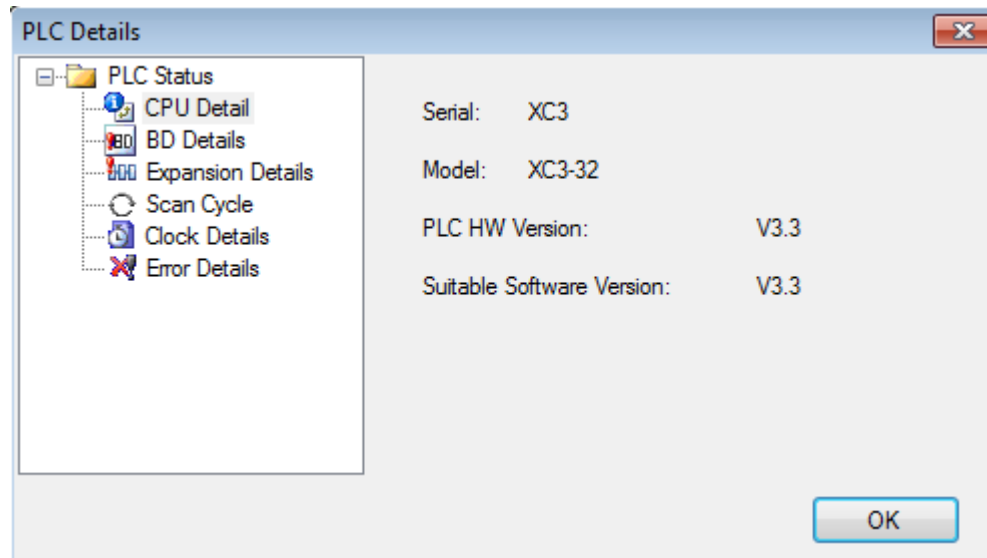 PLC Details
PLC Status
CPU Detail
BD
BD Details
Expansion Details
Scan Cycle
Clock Details
Error Details
Serial: XC3
Model: XC3-32
PLC HW Version: V3.3
Suitable Software Version: V3.3
OK